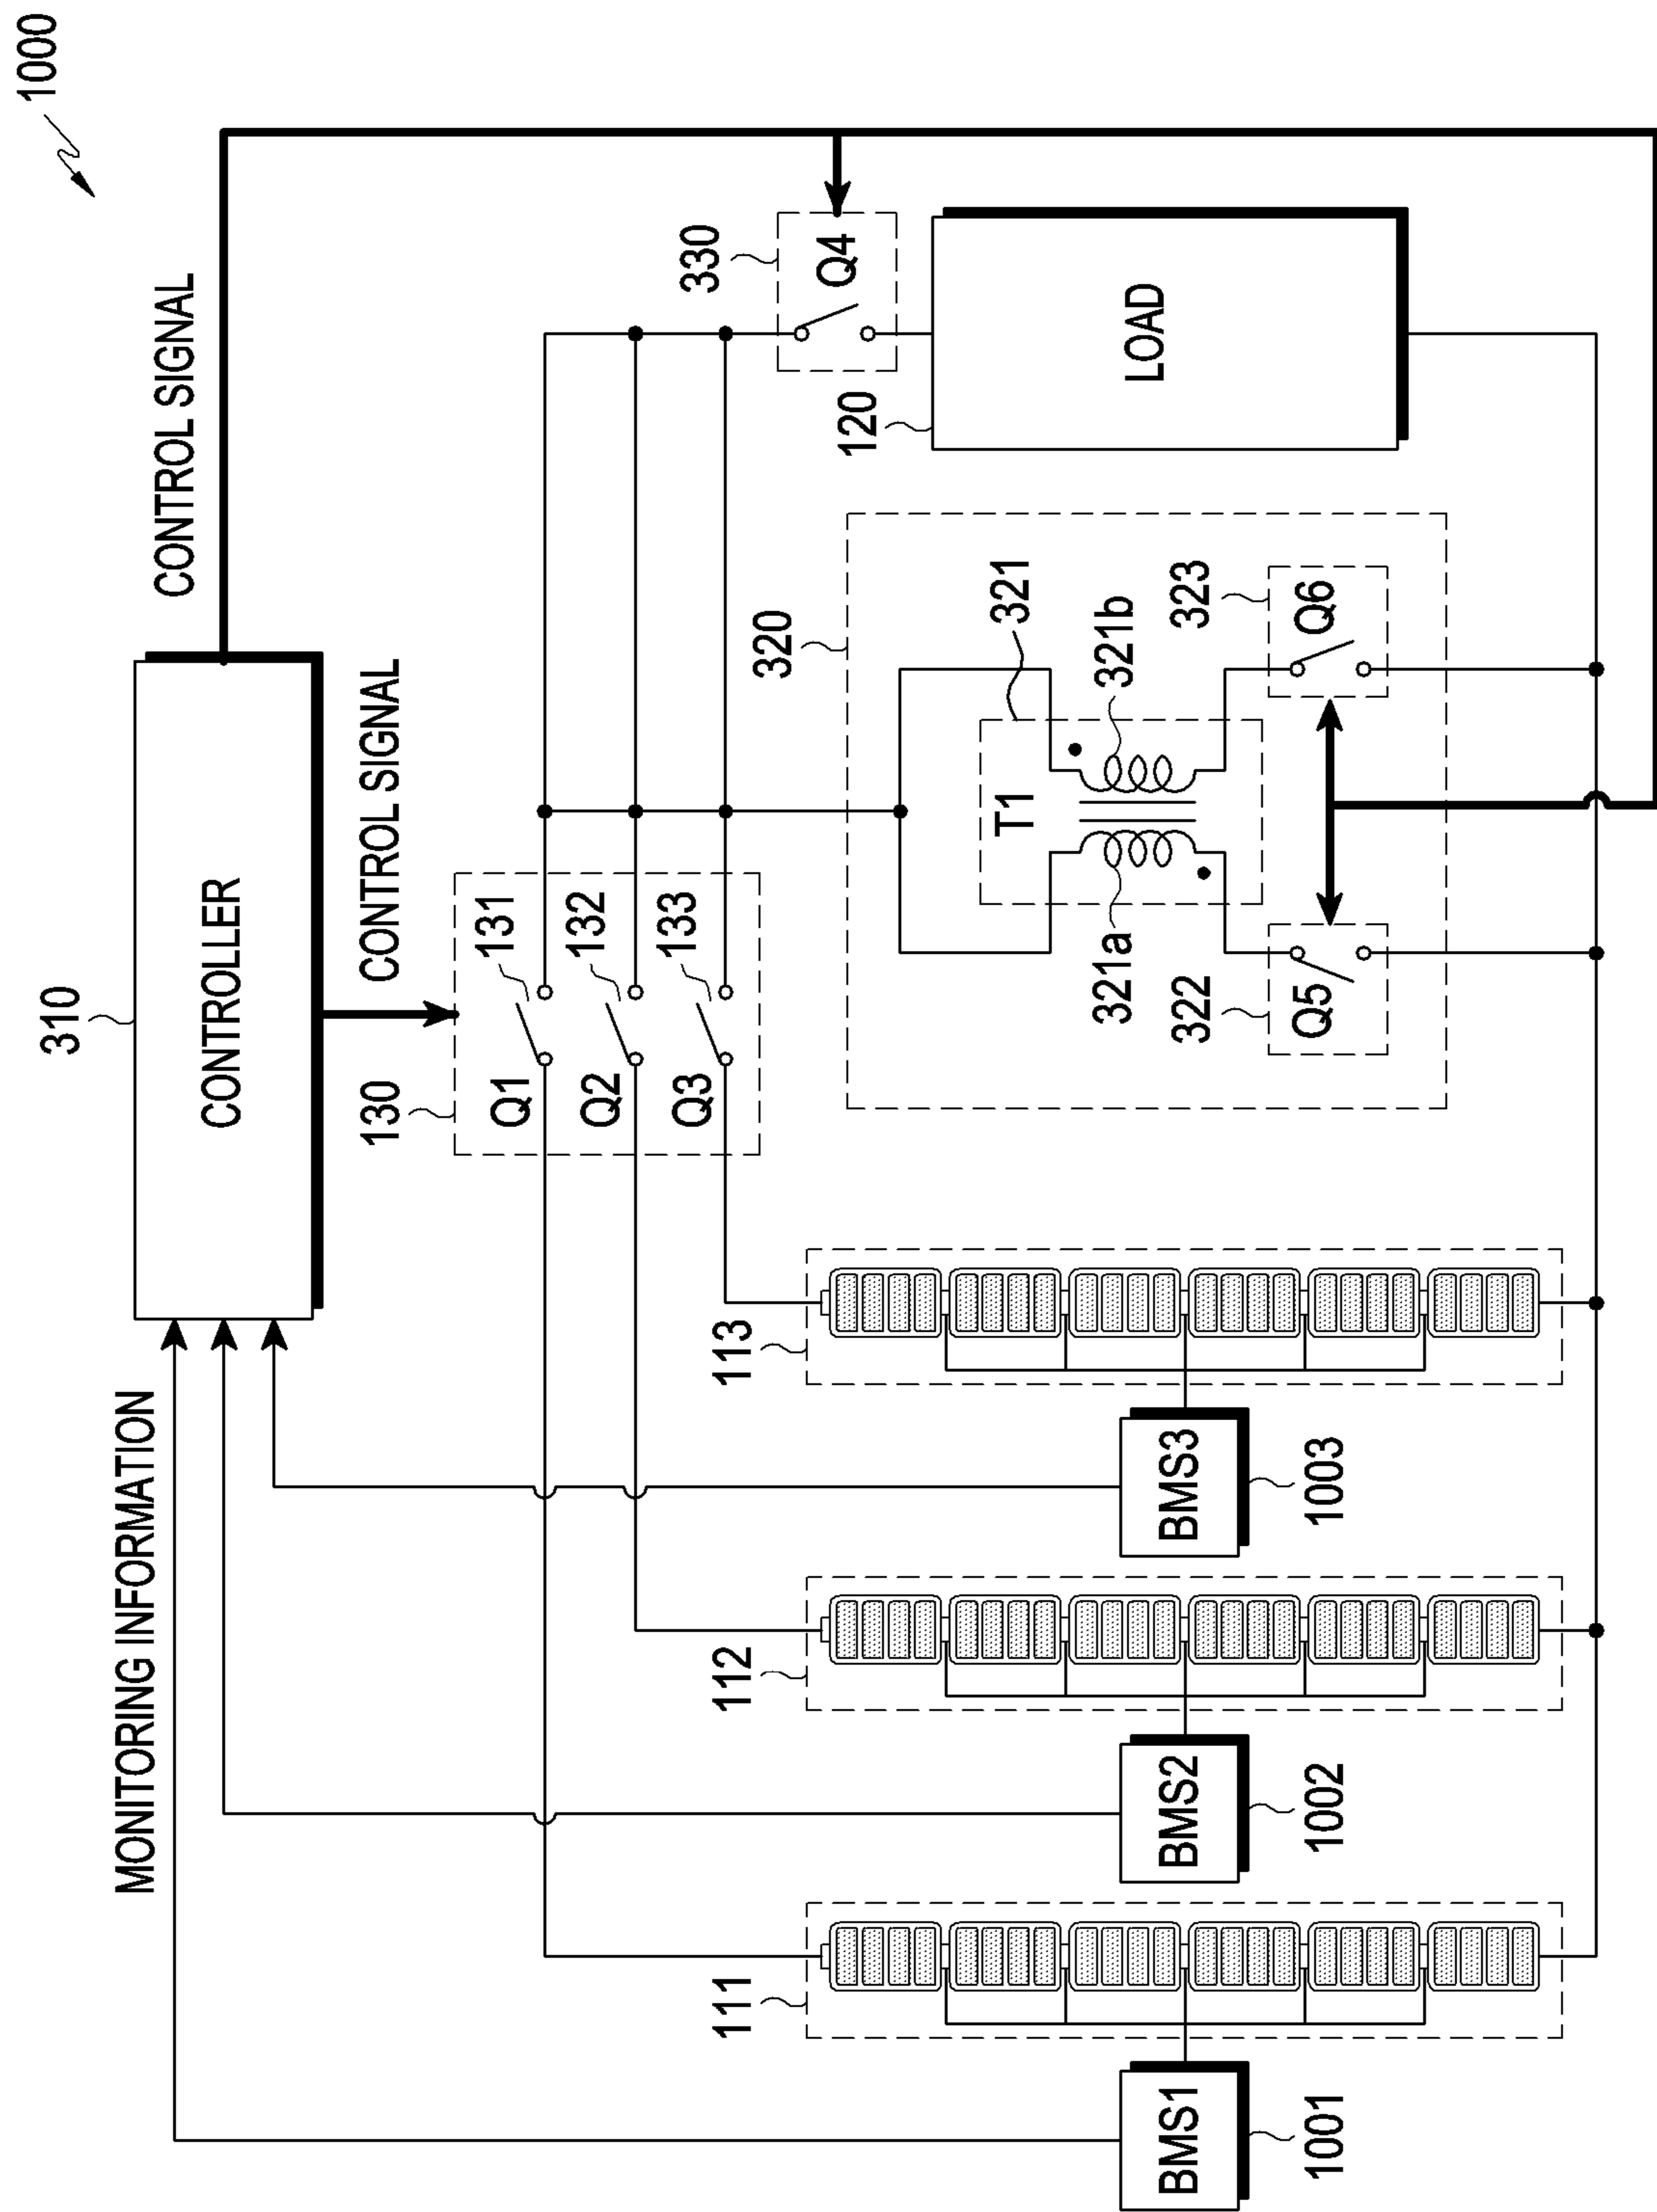 1000
310
CONTROLLER
CONTROL SIGNAL
CONTROL SIGNAL
MONITORING INFORMATION
130
Q1
131
Q2
132
Q3
133
330
Q4
120
LOAD
320
321
T1
321a
321b
322
Q5
323
Q6
111
112
113
BMS1
1001
BMS2
1002
BMS3
1003